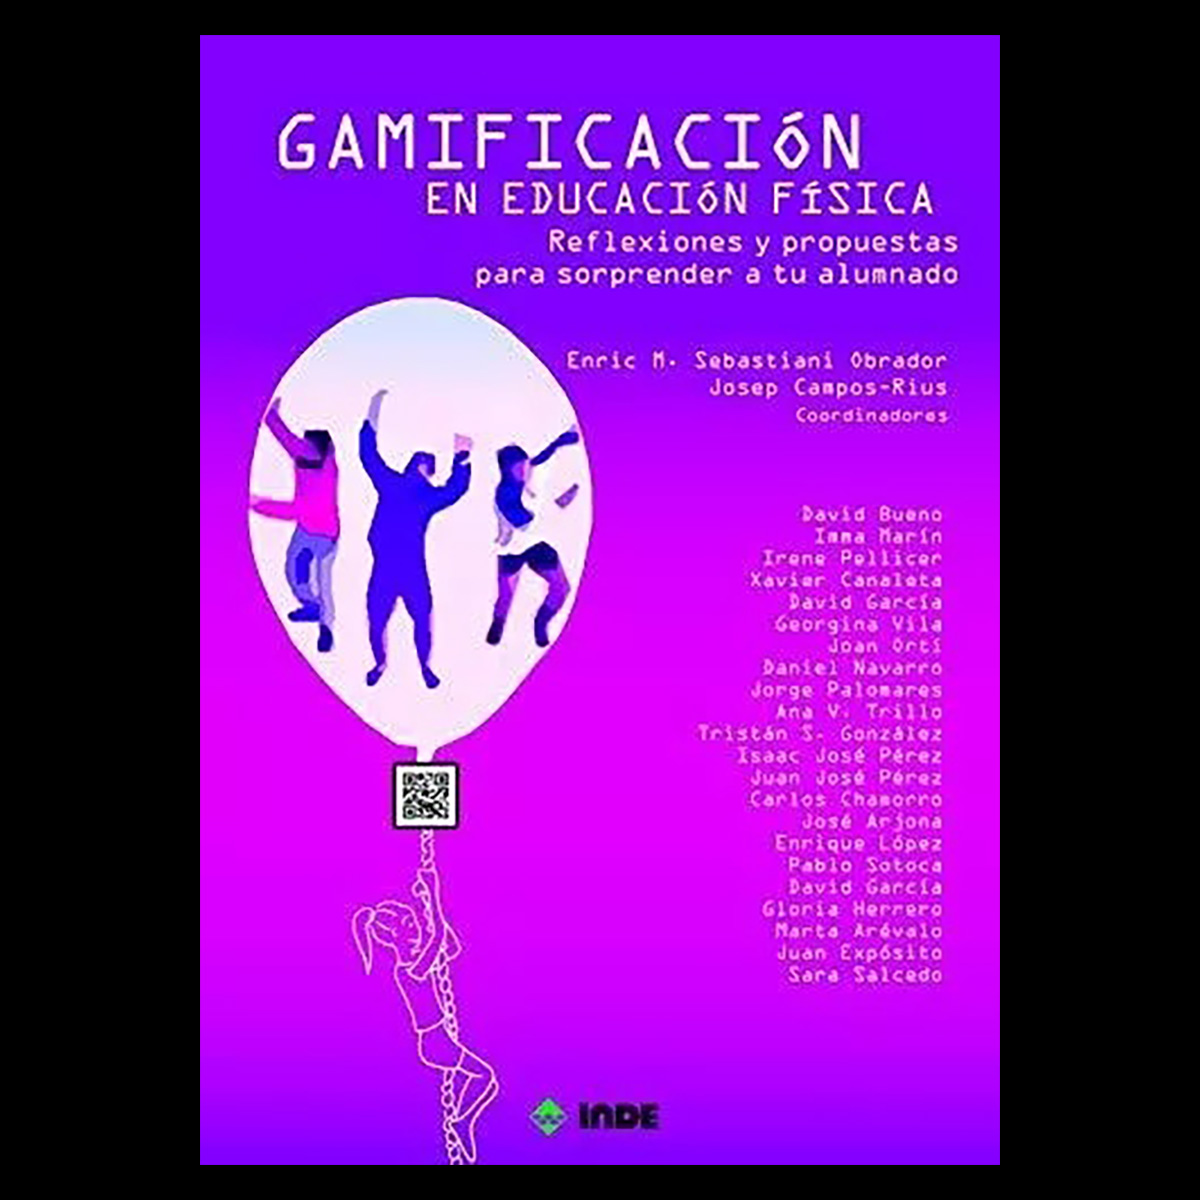 GAMIFICACIÓN
EN EDUCACIÓN FÍSICA
Reflexiones y propuestas
para sorprender a tu alumnado
Enric M. Sebastiani Obrador
Josep Campos-Rius
Coordinadores
David Bueno
Imma Marín
Irene Pellicer
Xavier Canaleta
David García
Georgina Vila
Joan Ortí
Daniel Navarro
Jorge Palomares
Ana V. Trillo
Tristán S. González
Isaac José Pérez
Juan José Pérez
Carlos Chamorro
José Arjona
Enrique López
Pablo Sotoca
David García
Gloria Herrero
Marta Arévalo
Juan Expósito
Sara Salcedo
INDE